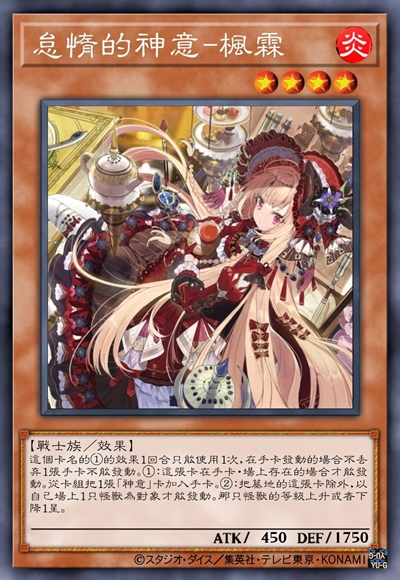 怠惰的神意-楓霖
炎
【戰士族／效果】
這個卡名的①的效果1回合只能使用1次，在手卡發動的場合不丟
棄1張手卡不能發動。①：這張卡在手卡・場上存在的場合才能發
動。從卡組把1張「神意」卡加入手卡。②：把墓地的這張卡除外，以
自己場上1只怪獸為對象才能發動。那只怪獸的等級上升或者下
降1星。
ATK/ 450 DEF/1750
©スタジオ・ダイス／集英社・テレビ東京・KONAMI